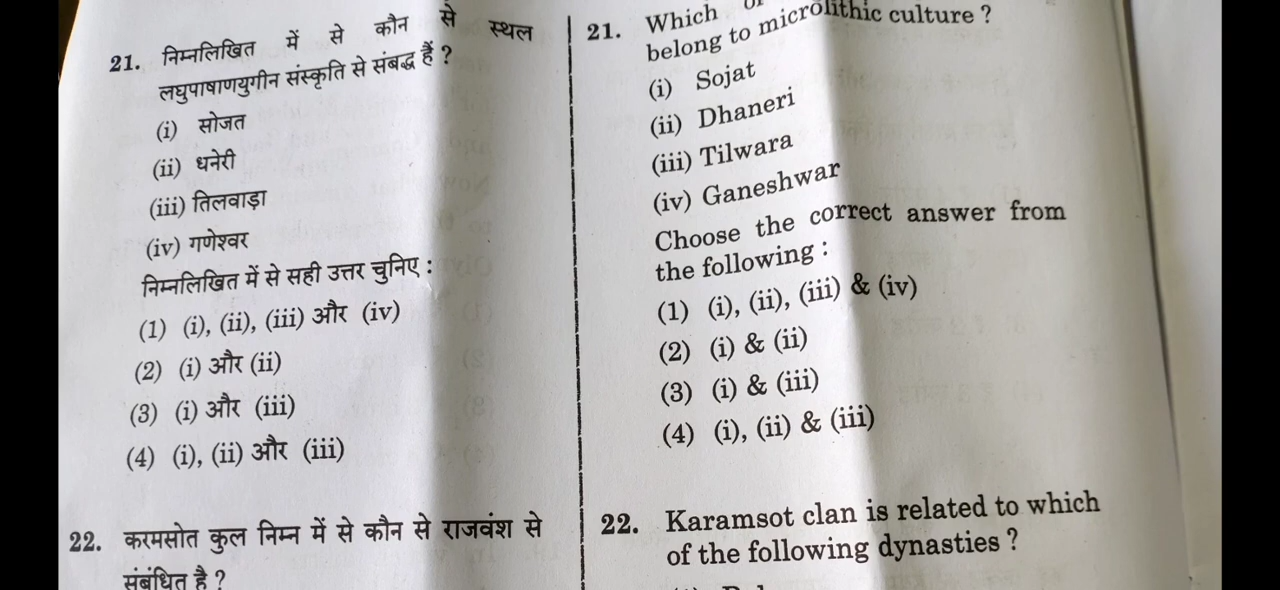 21. निम्नलिखित में से कौन से स्थल
लघुपाषाणयुगीन संस्कृति से संबद्ध हैं ?
(i) सोजत
(ii) धनेरी
(iii) तिलवाड़ा
(iv) गणेश्वर
निम्नलिखित में से सही उत्तर चुनिए :
(1) (i), (ii), (iii) और (iv)
(2) (i) और (ii)
(3) (i) और (iii)
(4) (i), (ii) और (iii)
22. करमसोत कुल निम्न में से कौन से राजवंश से
संबंधित है ?
21. Which
belong to microlithic culture ?
(i) Sojat
(ii) Dhaneri
(iii) Tilwara
(iv) Ganeshwar
Choose the correct answer from
the following :
(1) (i), (ii), (iii) & (iv)
(2) (i) & (ii)
(3) (i) & (iii)
(4) (i), (ii) & (iii)
22. Karamsot clan is related to which
of the following dynasties ?